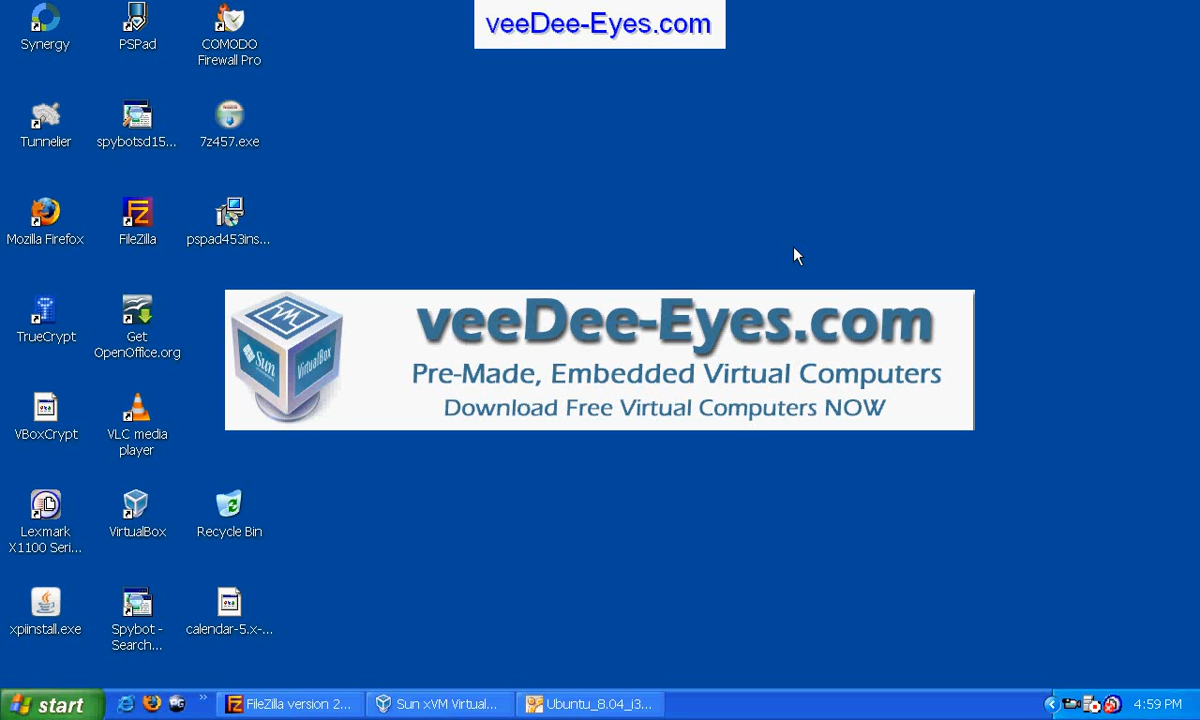 veeDee-Eyes.com
Synergy
PSPad
COMODO
Firewall Pro
Tunnelier
spybotsd15...
7z457.exe
Mozilla Firefox
FileZilla
pspad453ins...
TrueCrypt
Get
OpenOffice.org
VBoxCrypt
VLC media
player
Lexmark
X1100 Seri...
VirtualBox
Recycle Bin
xpiinstall.exe
Spybot -
Search...
calendar-5.x-...
Sun
VirtualBox
veeDee-Eyes.com
Pre-Made, Embedded Virtual Computers
Download Free Virtual Computers NOW
start
FileZilla version 2...
Sun xVM Virtual...
Ubuntu_8.04_i3...
4:59 PM